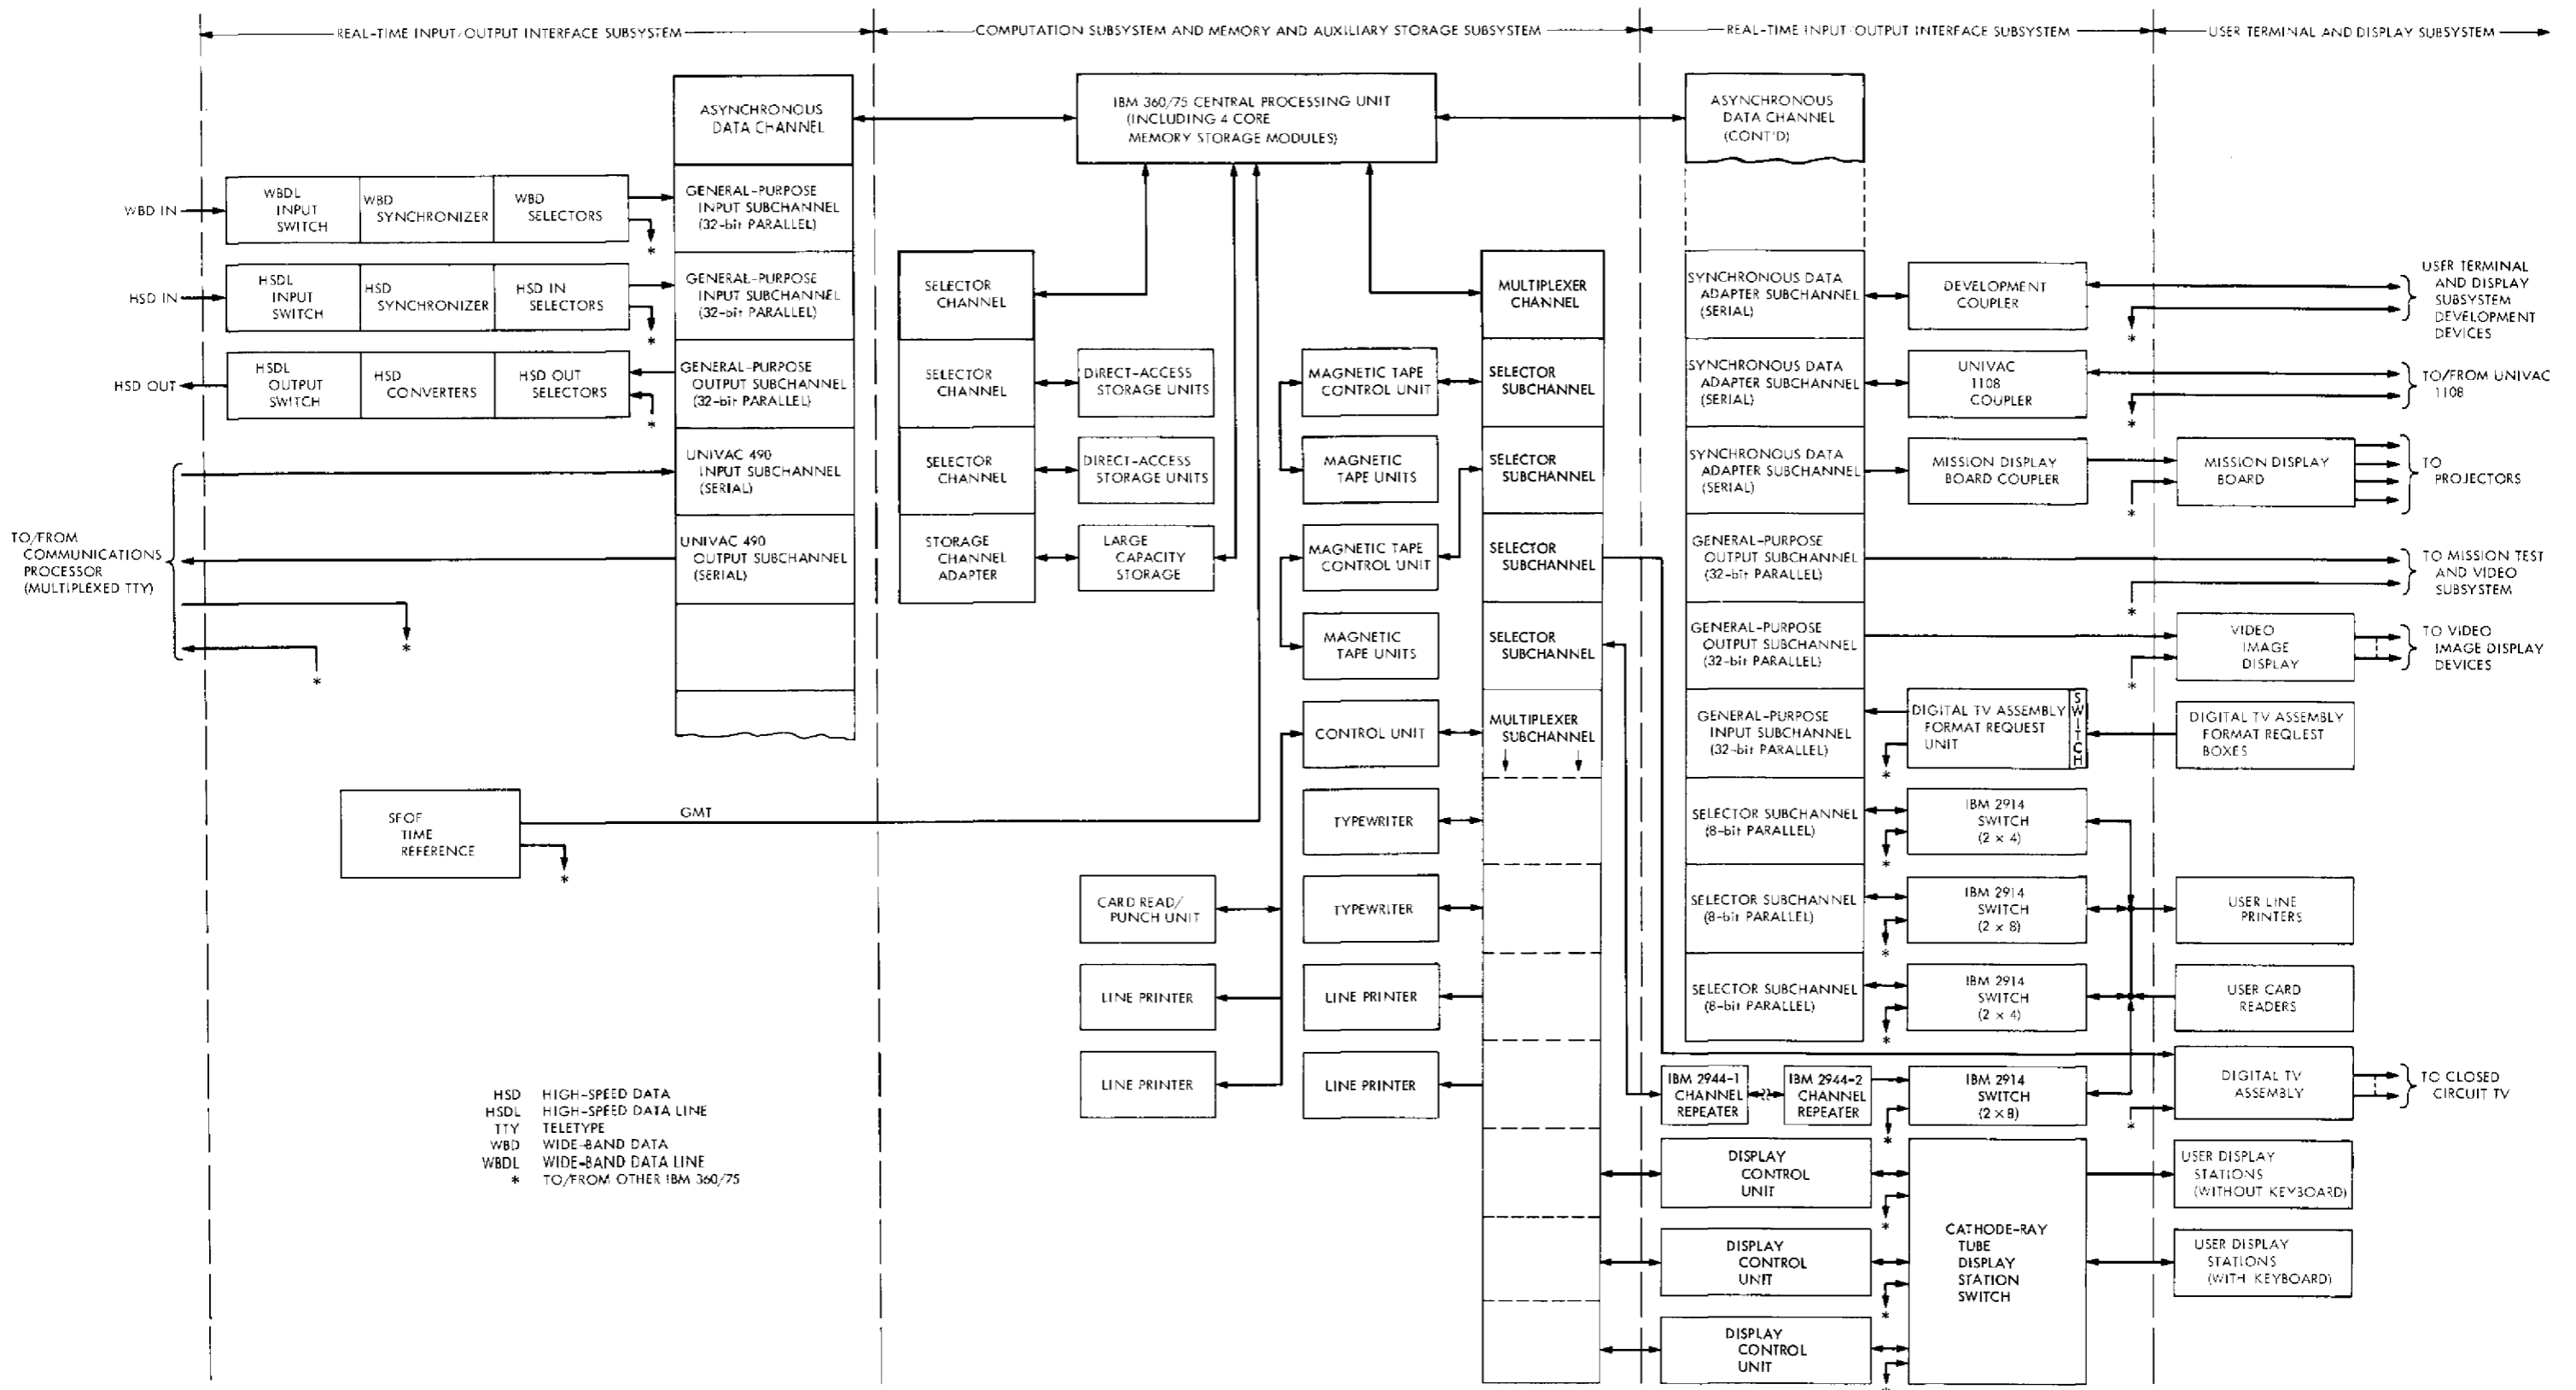 REAL-TIME INPUT/OUTPUT INTERFACE SUBSYSTEM
COMPUTATION SUBSYSTEM AND MEMORY AND AUXILIARY STORAGE SUBSYSTEM
REAL-TIME INPUT/OUTPUT INTERFACE SUBSYSTEM
USER TERMINAL AND DISPLAY SUBSYSTEM
ASYNCHRONOUS
DATA CHANNEL
IBM 360/75 CENTRAL PROCESSING UNIT
(INCLUDING 4 CORE
MEMORY STORAGE MODULES)
ASYNCHRONOUS
DATA CHANNEL
(CONT'D)
WBD IN
WBDL
INPUT
SWITCH
WBD
SYNCHRONIZER
WBD
SELECTORS
*
GENERAL-PURPOSE
INPUT SUBCHANNEL
(32-bit PARALLEL)
HSD IN
HSDL
INPUT
SWITCH
HSD
SYNCHRONIZER
HSD IN
SELECTORS
*
GENERAL-PURPOSE
INPUT SUBCHANNEL
(32-bit PARALLEL)
HSD OUT
HSDL
OUTPUT
SWITCH
HSD
CONVERTERS
HSD OUT
SELECTORS
*
GENERAL-PURPOSE
OUTPUT SUBCHANNEL
(32-bit PARALLEL)
UNIVAC 490
INPUT SUBCHANNEL
(SERIAL)
UNIVAC 490
OUTPUT SUBCHANNEL
(SERIAL)
TO/FROM
COMMUNICATIONS
PROCESSOR
(MULTIPLEXED TTY)
*
*
SFOF
TIME
REFERENCE
GMT
*
SELECTOR
CHANNEL
SELECTOR
CHANNEL
SELECTOR
CHANNEL
STORAGE
CHANNEL
ADAPTER
DIRECT-ACCESS
STORAGE UNITS
DIRECT-ACCESS
STORAGE UNITS
LARGE
CAPACITY
STORAGE
MAGNETIC TAPE
CONTROL UNIT
MAGNETIC
TAPE UNITS
MAGNETIC TAPE
CONTROL UNIT
MAGNETIC
TAPE UNITS
CONTROL UNIT
TYPEWRITER
TYPEWRITER
LINE PRINTER
LINE PRINTER
CARD READ/
PUNCH UNIT
LINE PRINTER
LINE PRINTER
MULTIPLEXER
CHANNEL
SELECTOR
SUBCHANNEL
SELECTOR
SUBCHANNEL
SELECTOR
SUBCHANNEL
SELECTOR
SUBCHANNEL
MULTIPLEXER
SUBCHANNEL
SYNCHRONOUS DATA
ADAPTER SUBCHANNEL
(SERIAL)
DEVELOPMENT
COUPLER
*
USER TERMINAL
AND DISPLAY
SUBSYSTEM
DEVELOPMENT
DEVICES
SYNCHRONOUS DATA
ADAPTER SUBCHANNEL
(SERIAL)
UNIVAC
1108
COUPLER
*
TO/FROM UNIVAC
1108
SYNCHRONOUS DATA
ADAPTER SUBCHANNEL
(SERIAL)
MISSION DISPLAY
BOARD COUPLER
*
MISSION DISPLAY
BOARD
TO
PROJECTORS
GENERAL-PURPOSE
OUTPUT SUBCHANNEL
(32-bit PARALLEL)
*
TO MISSION TEST
AND VIDEO
SUBSYSTEM
GENERAL-PURPOSE
OUTPUT SUBCHANNEL
(32-bit PARALLEL)
*
VIDEO
IMAGE
DISPLAY
TO VIDEO
IMAGE DISPLAY
DEVICES
GENERAL-PURPOSE
INPUT SUBCHANNEL
(32-bit PARALLEL)
DIGITAL TV ASSEMBLY
FORMAT REQUEST
UNIT
SWITCH
*
DIGITAL TV ASSEMBLY
FORMAT REQUEST
BOXES
SELECTOR SUBCHANNEL
(8-bit PARALLEL)
*
IBM 2914
SWITCH
(2 × 4)
SELECTOR SUBCHANNEL
(8-bit PARALLEL)
*
IBM 2914
SWITCH
(2 × 8)
USER LINE
PRINTERS
SELECTOR SUBCHANNEL
(8-bit PARALLEL)
*
IBM 2914
SWITCH
(2 × 4)
USER CARD
READERS
IBM 2944-1
CHANNEL
REPEATER
IBM 2944-2
CHANNEL
REPEATER
*
IBM 2914
SWITCH
(2 × 8)
*
DIGITAL TV
ASSEMBLY
TO CLOSED
CIRCUIT TV
DISPLAY
CONTROL
UNIT
*
DISPLAY
CONTROL
UNIT
*
DISPLAY
CONTROL
UNIT
*
CATHODE-RAY
TUBE
DISPLAY
STATION
SWITCH
USER DISPLAY
STATIONS
(WITHOUT KEYBOARD)
USER DISPLAY
STATIONS
(WITH KEYBOARD)
HSD HIGH-SPEED DATA
HSDL HIGH-SPEED DATA LINE
TTY TELETYPE
WBD WIDE-BAND DATA
WBDL WIDE-BAND DATA LINE
* TO/FROM OTHER IBM 360/75